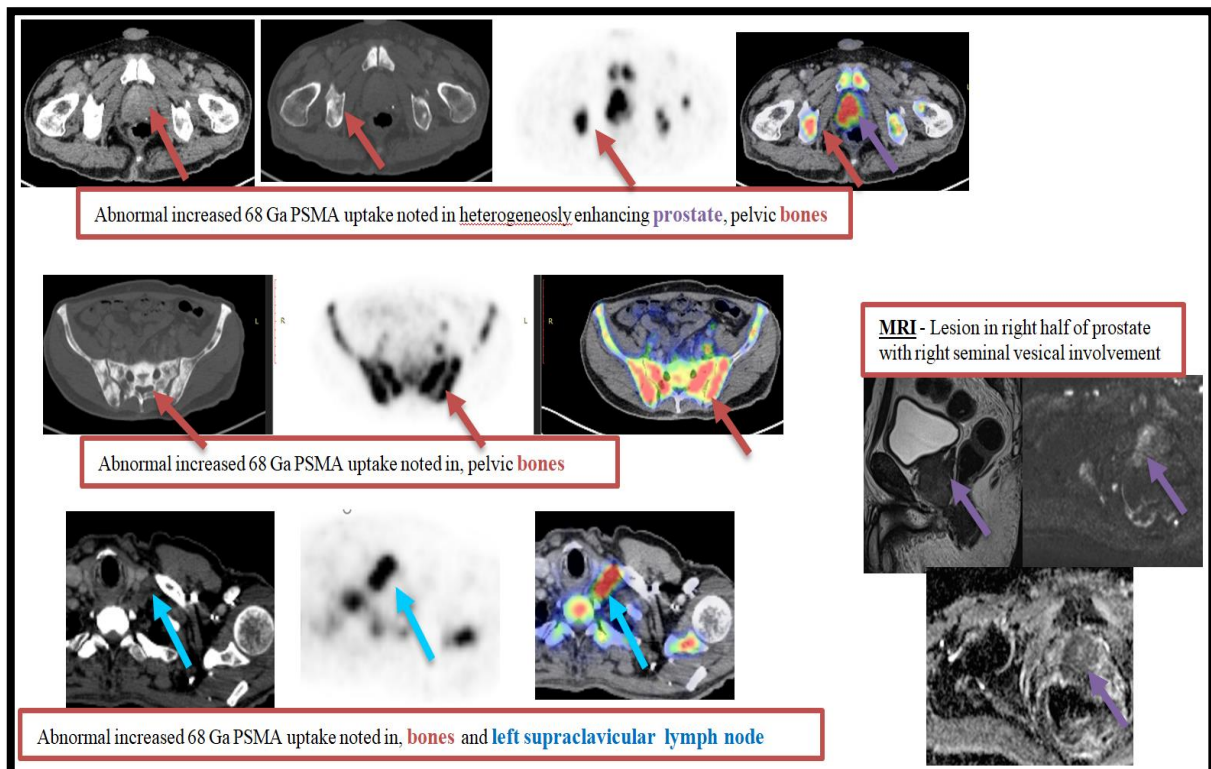 L
Abnormal increased 68 Ga PSMA uptake noted in heterogeneosly enhancing prostate, pelvic bones
L
R
L
R
Abnormal increased 68 Ga PSMA uptake noted in, pelvic bones
MRI - Lesion in right half of prostate
with right seminal vesical involvement
Abnormal increased 68 Ga PSMA uptake noted in, bones and left supraclavicular lymph node